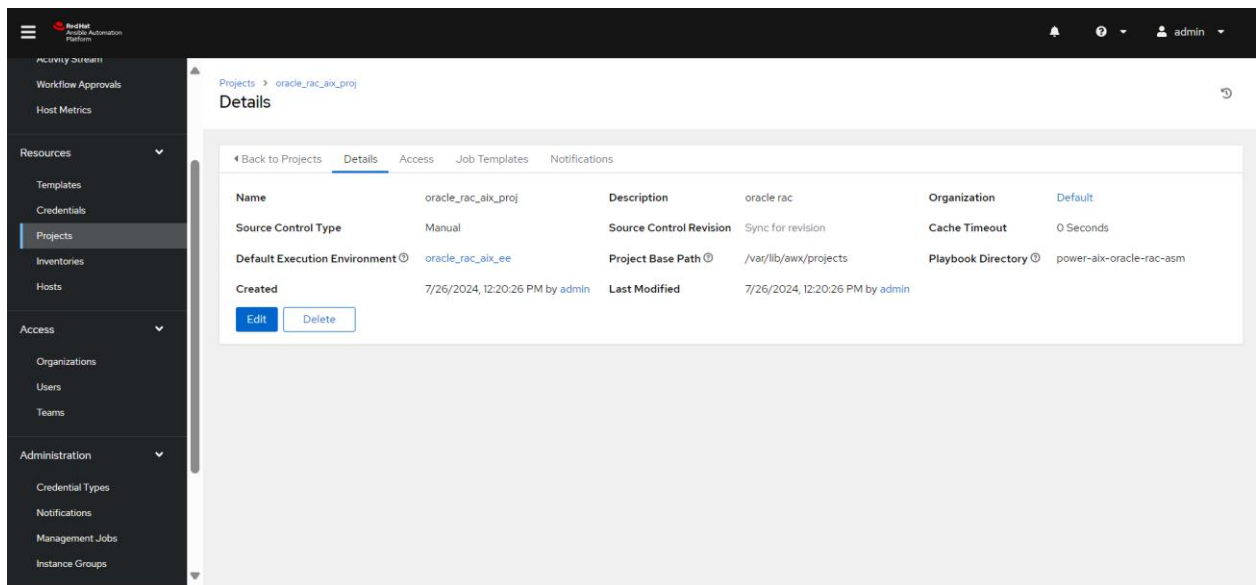 Red Hat
Ansible Automation
Platform
admin
Activity Stream
Workflow Approvals
Host Metrics
Resources
Templates
Credentials
Projects
Inventories
Hosts
Access
Organizations
Users
Teams
Administration
Credential Types
Notifications
Management Jobs
Instance Groups
Projects > oracle_rac_aix_proj
Details
Back to Projects Details Access Job Templates Notifications
Name oracle_rac_aix_proj Description oracle rac Organization Default
Source Control Type Manual Source Control Revision Sync for revision Cache Timeout 0 Seconds
Default Execution Environment oracle_rac_aix_ee Project Base Path /var/lib/awx/projects Playbook Directory power-aix-oracle-rac-asm
Created 7/26/2024, 12:20:26 PM by admin Last Modified 7/26/2024, 12:20:26 PM by admin
Edit Delete